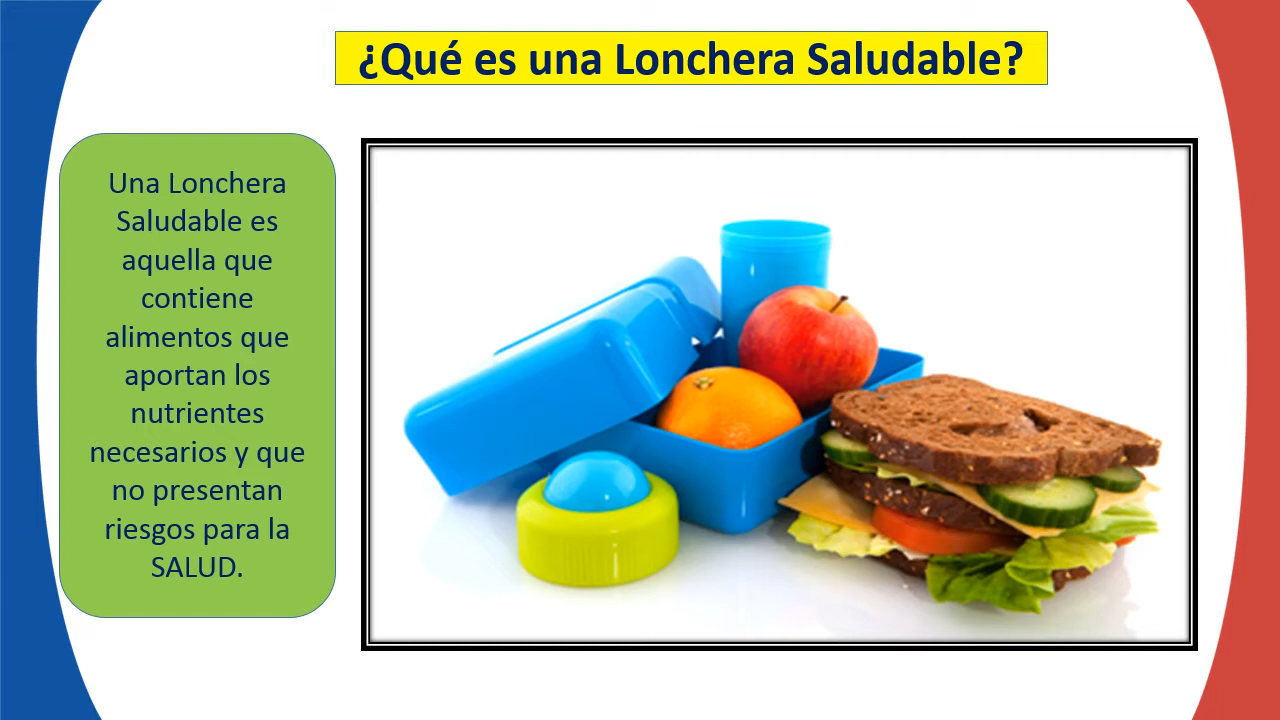 ¿Qué es una Lonchera Saludable?
Una Lonchera
Saludable es
aquella que
contiene
alimentos que
aportan los
nutrientes
necesarios y que
no presentan
riesgos para la
SALUD.